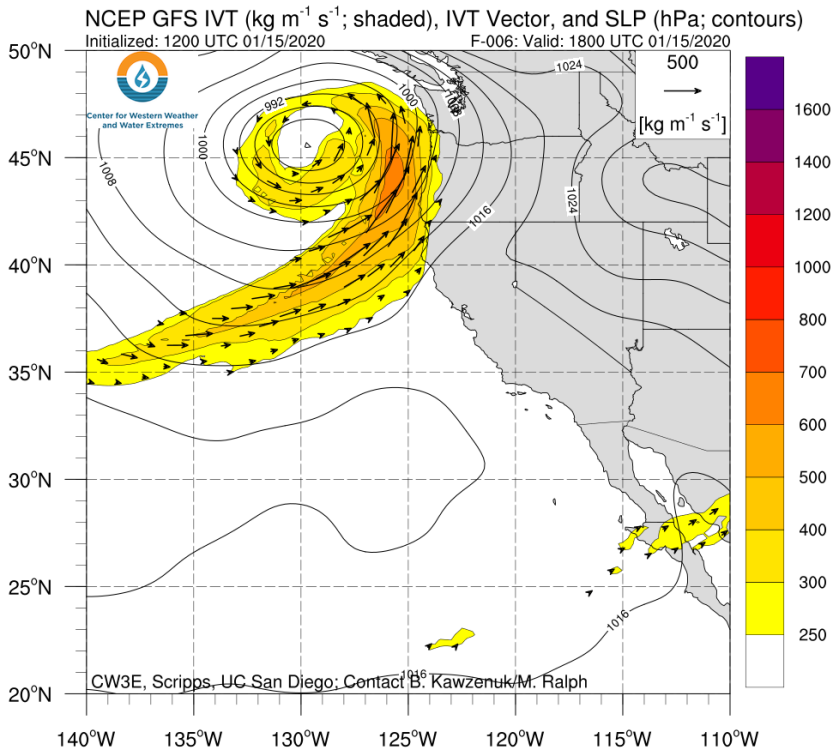 NCEP GFS IVT (kg m⁻¹ s⁻¹; shaded), IVT Vector, and SLP (hPa; contours)
Initialized: 1200 UTC 01/15/2020 F-006: Valid: 1800 UTC 01/15/2020
50°N
45°N
40°N
35°N
30°N
25°N
20°N
Center for Western Weather
and Water Extremes
992
1000
1000
1008
1016
1024
1024
1016
1016
500
[kg m⁻¹ s⁻¹]
1600
1400
1200
1000
800
700
600
500
400
300
250
CW3E, Scripps, UC San Diego; Contact B. Kawzenuk/M. Ralph
140°W 135°W 130°W 125°W 120°W 115°W 110°W